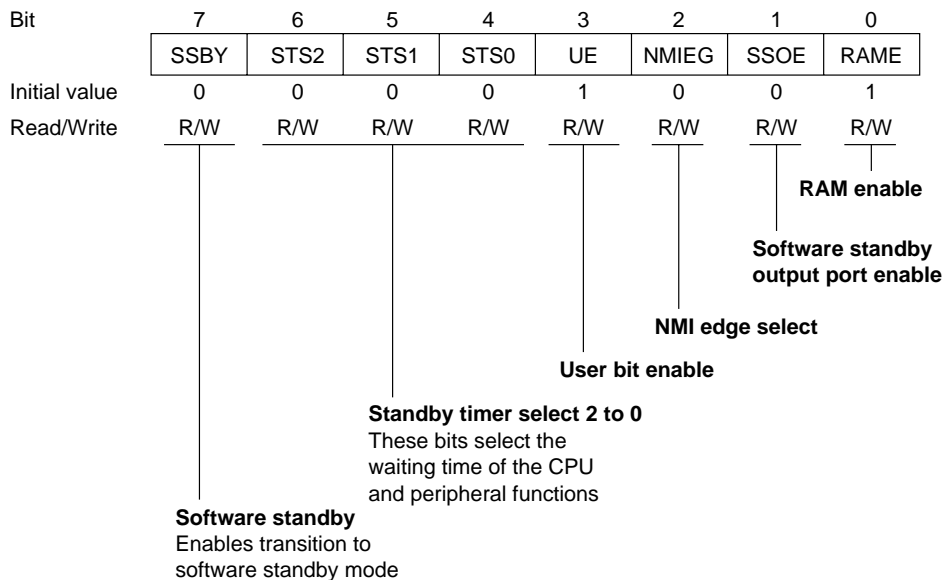 Bit 7 6 5 4 3 2 1 0
SSBY STS2 STS1 STS0 UE NMIEG SSOE RAME
Initial value 0 0 0 0 1 0 0 1
Read/Write R/W R/W R/W R/W R/W R/W R/W R/W
RAM enable
Software standby
output port enable
NMI edge select
User bit enable
Standby timer select 2 to 0
These bits select the
waiting time of the CPU
and peripheral functions
Software standby
Enables transition to
software standby mode